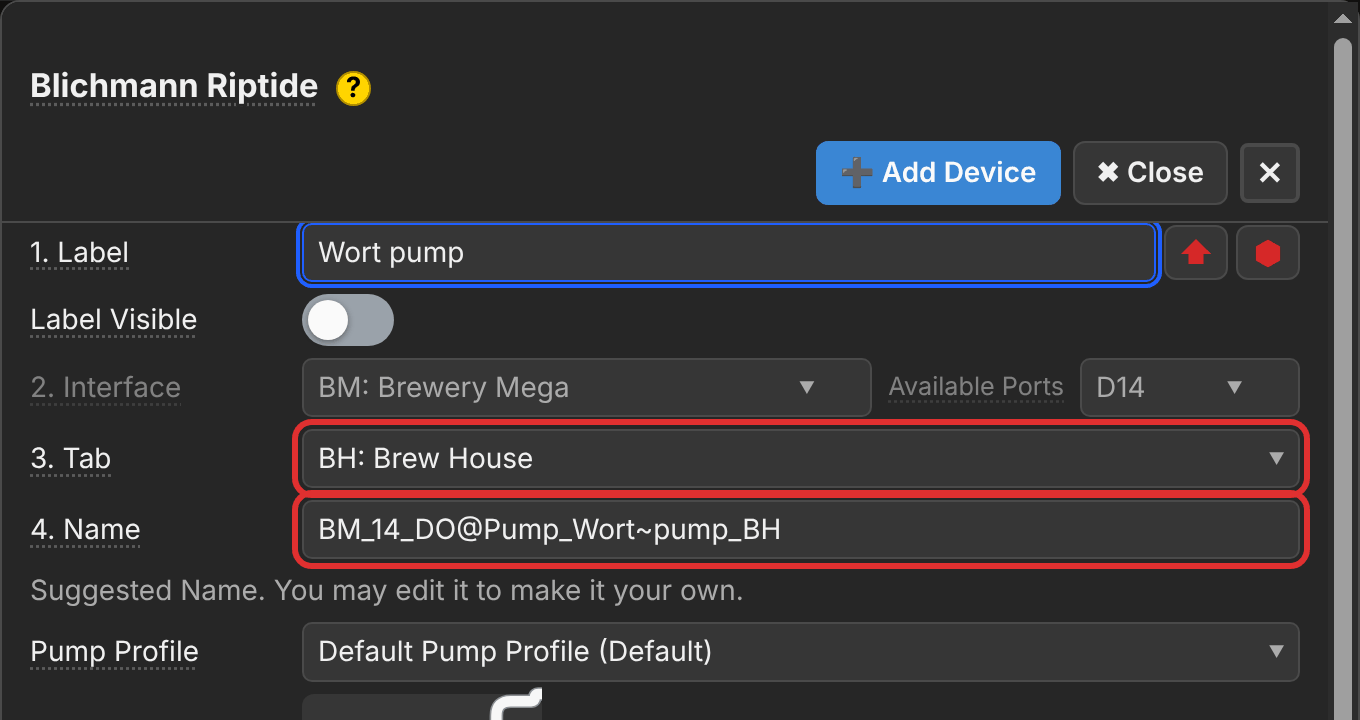 Blichmann Riptide ?
➕ Add Device ✖ Close ✕
1. Label Wort pump
Label Visible
2. Interface BM: Brewery Mega ▼ Available Ports D14 ▼
3. Tab BH: Brew House ▼
4. Name BM_14_DO@Pump_Wort~pump_BH
Suggested Name. You may edit it to make it your own.
Pump Profile Default Pump Profile (Default) ▼